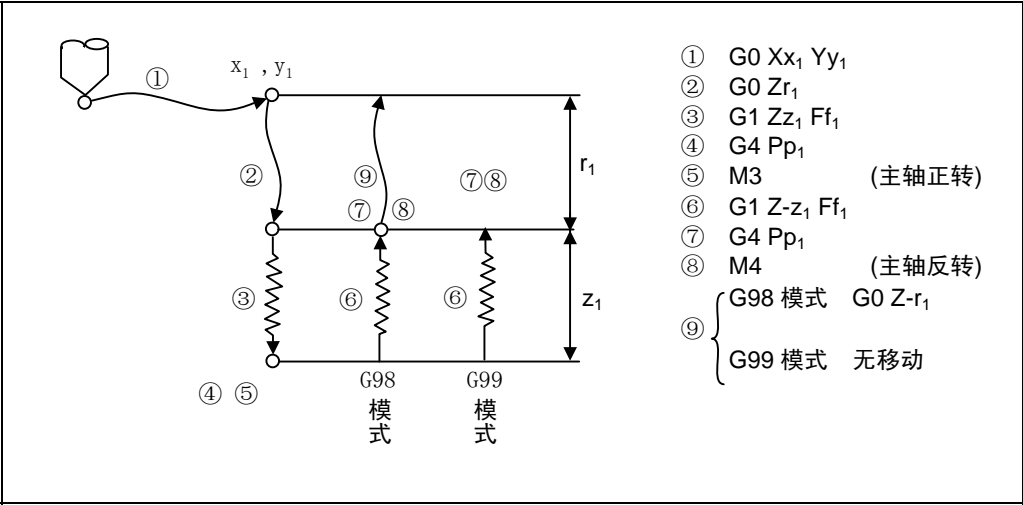 ①
x₁ , y₁
②
⑨
⑦⑧
r₁
⑦
⑧
③
⑥
⑥
z₁
④ ⑤
G98
模
式
G99
模
式
① G0 Xx₁ Yy₁
② G0 Zr₁
③ G1 Zz₁ Ff₁
④ G4 Pp₁
⑤ M3 (主轴正转)
⑥ G1 Z-z₁ Ff₁
⑦ G4 Pp₁
⑧ M4 (主轴反转)
⑨
G98 模式 G0 Z-r₁
G99 模式 无移动